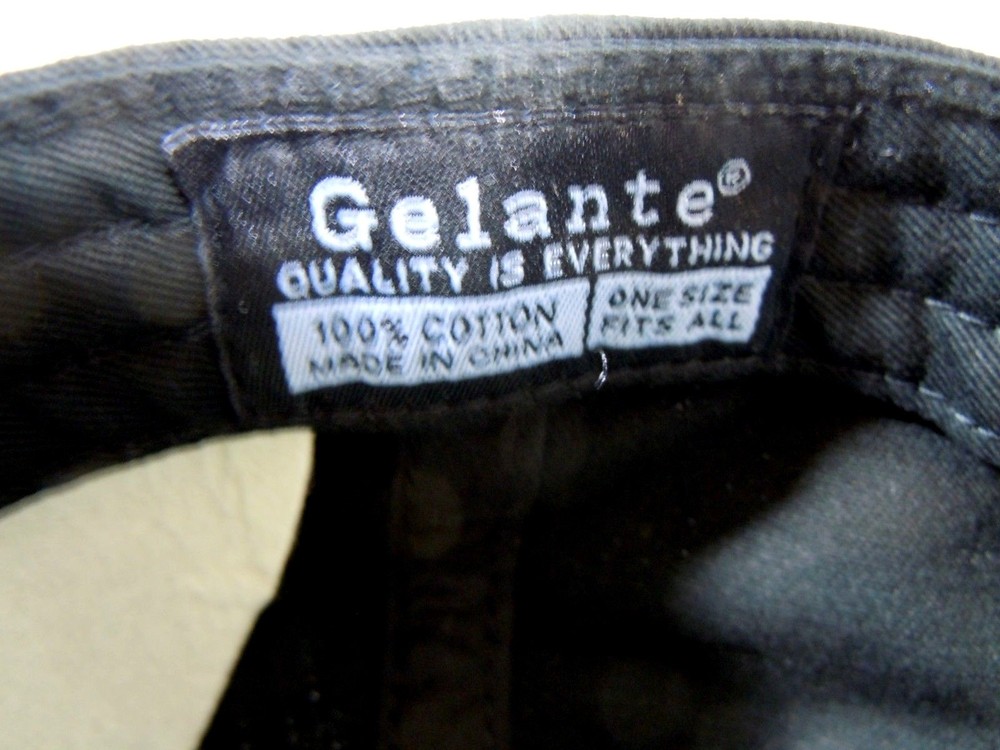 Gelante®
QUALITY IS EVERYTHING
100% COTTON
MADE IN CHINA
ONE SIZE
FITS ALL